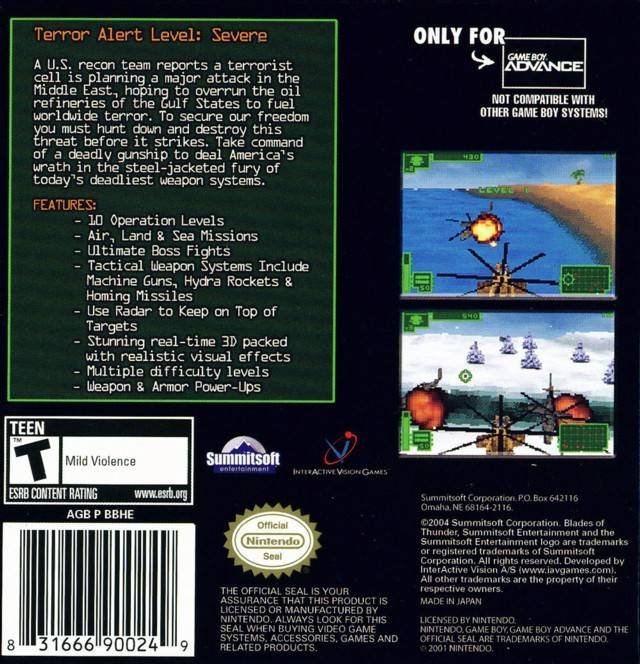 Terror Alert Level: Severe
A U.S. recon team reports a terrorist
cell is planning a major attack in the
Middle East, hoping to overrun the oil
refineries of the Gulf States to fuel
worldwide terror. To secure our freedom
you must hunt down and destroy this
threat before it strikes. Take command
of a deadly gunship to deal America's
wrath in the steel-jacketed fury of
today's deadliest weapon systems.
FEATURES:
- 10 Operation Levels
- Air, Land & Sea Missions
- Ultimate Boss Fights
- Tactical Weapon Systems Include
Machine Guns, Hydra Rockets &
Homing Missiles
- Use Radar to Keep on Top of
Targets
- Stunning real-time 3D packed
with realistic visual effects
- Multiple difficulty levels
- Weapon & Armor Power-Ups
ONLY FOR
GAME BOY
ADVANCE
NOT COMPATIBLE WITH
OTHER GAME BOY SYSTEMS!
LEVEL 1
TEEN
T
TM
Mild Violence
ESRB CONTENT RATING www.esrb.org
AGB P BBHE
8 31666 90024 9
Summitsoft
entertainment
INTERACTIVE VISION GAMES
Official
Nintendo
Seal
THE OFFICIAL SEAL IS YOUR
ASSURANCE THAT THIS PRODUCT IS
LICENSED OR MANUFACTURED BY
NINTENDO. ALWAYS LOOK FOR THIS
SEAL WHEN BUYING VIDEO GAME
SYSTEMS, ACCESSORIES, GAMES AND
RELATED PRODUCTS.
Summitsoft Corporation. P.O. Box 642116
Omaha, NE 68164-2116.
©2004 Summitsoft Corporation. Blades of
Thunder, Summitsoft Entertainment and the
Summitsoft Entertainment logo are trademarks
or registered trademarks of Summitsoft
Corporation. All rights reserved. Developed by
InterActive Vision A/S (www.iavgames.com).
All other trademarks are the property of their
respective owners.
MADE IN JAPAN
LICENSED BY NINTENDO.
NINTENDO, GAME BOY, GAME BOY ADVANCE AND THE
OFFICIAL SEAL ARE TRADEMARKS OF NINTENDO.
© 2001 NINTENDO.